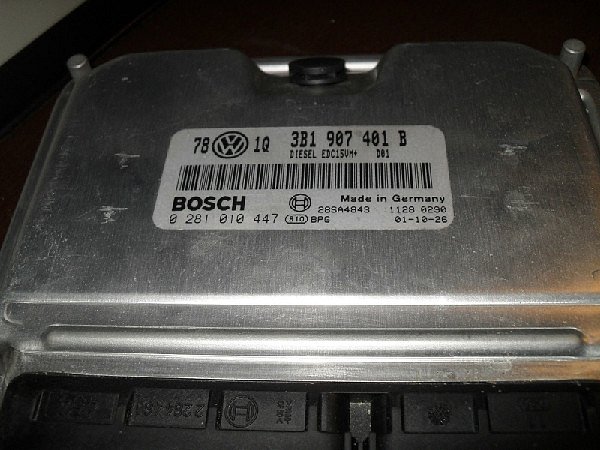 78 1Q 3B1 907 401 B
DIESEL EDC15VM+ D01
BOSCH Made in Germany
28SA4843 1128 0290
0 281 010 447 BPG 01-10-26